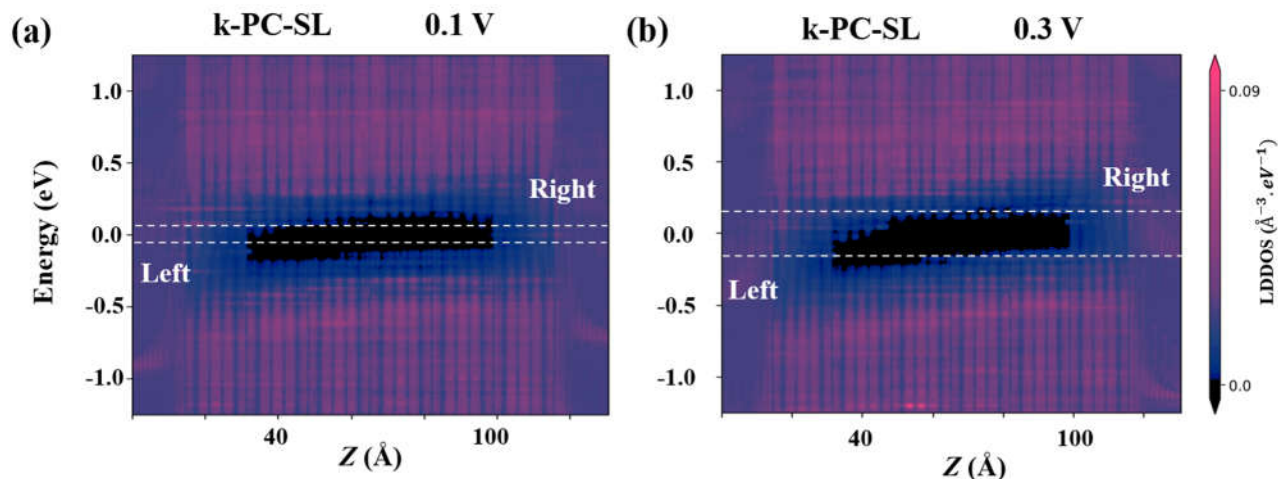 (a) k-PC-SL 0.1 V
1.0
0.5
0.0
-0.5
-1.0
Energy (eV)
Right
Left
40 100
Z (Å)
(b) k-PC-SL 0.3 V
1.0
0.5
0.0
-0.5
-1.0
Right
Left
40 100
Z (Å)
0.09
0.0
LDDOS (Å⁻³. eV⁻¹)